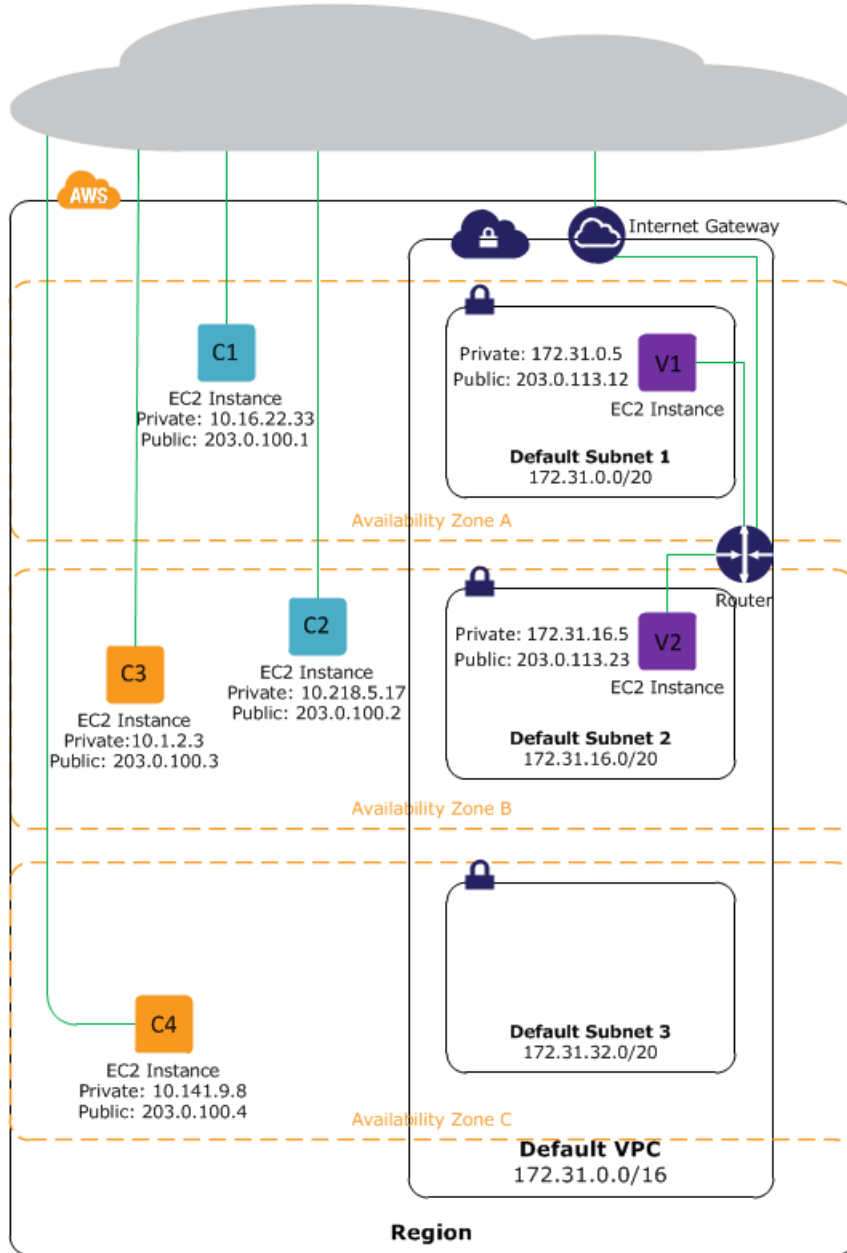 AWS
Internet Gateway
C1
EC2 Instance
Private: 10.16.22.33
Public: 203.0.100.1
Private: 172.31.0.5
Public: 203.0.113.12
V1
EC2 Instance
Default Subnet 1
172.31.0.0/20
Availability Zone A
Router
C2
EC2 Instance
Private: 10.218.5.17
Public: 203.0.100.2
C3
EC2 Instance
Private:10.1.2.3
Public: 203.0.100.3
Private: 172.31.16.5
Public: 203.0.113.23
V2
EC2 Instance
Default Subnet 2
172.31.16.0/20
Availability Zone B
C4
EC2 Instance
Private: 10.141.9.8
Public: 203.0.100.4
Default Subnet 3
172.31.32.0/20
Availability Zone C
Default VPC
172.31.0.0/16
Region